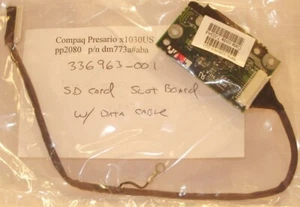 Compaq Presario x1030US
pp2080 p/n dm773a#aba
336963-001
SD CARD SLOT BOARD
W/ DATA CABLE